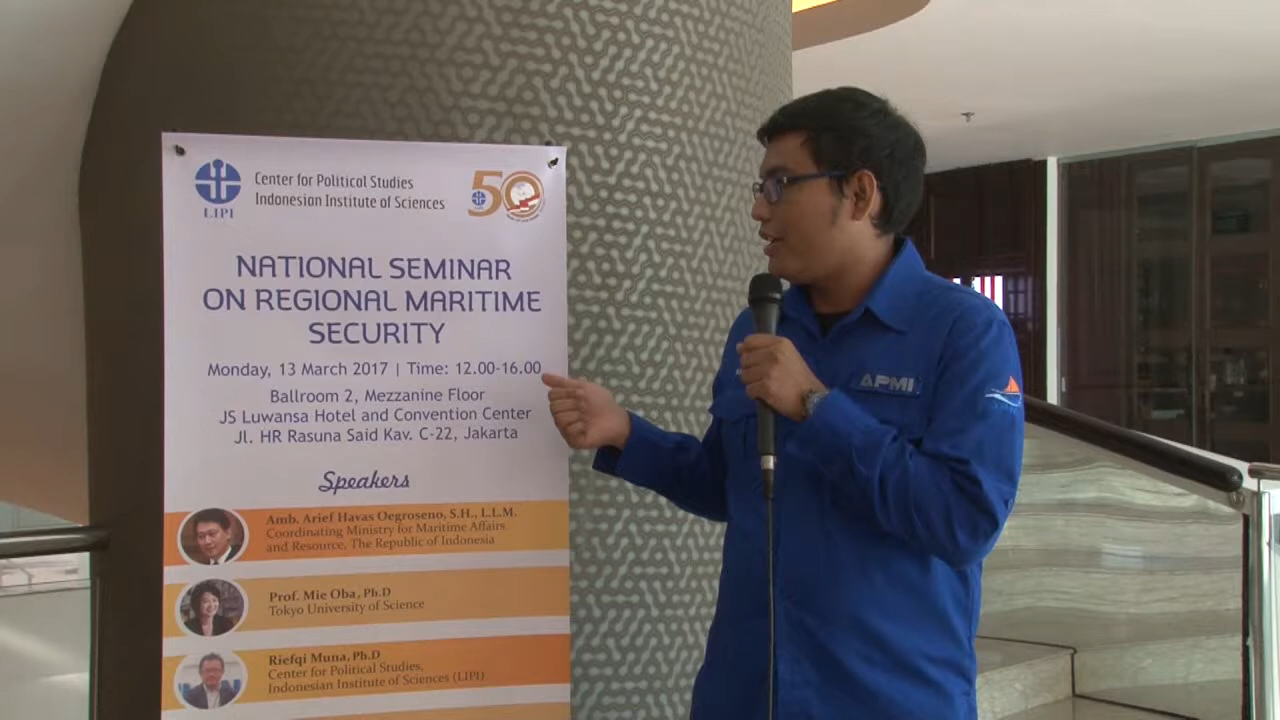 LIPI
Center for Political Studies
Indonesian Institute of Sciences
50
NATIONAL SEMINAR
ON REGIONAL MARITIME
SECURITY
Monday, 13 March 2017 | Time: 12.00-16.00
Ballroom 2, Mezzanine Floor
JS Luwansa Hotel and Convention Center
Jl. HR Rasuna Said Kav. C-22, Jakarta
Speakers
Amb. Arief Havas Oegroseno, S.H., L.L.M.
Coordinating Ministry for Maritime Affairs
and Resource, The Republic of Indonesia
Prof. Mie Oba, Ph.D
Tokyo University of Science
Riefqi Muna, Ph.D
Center for Political Studies,
Indonesian Institute of Sciences (LIPI)
APMI